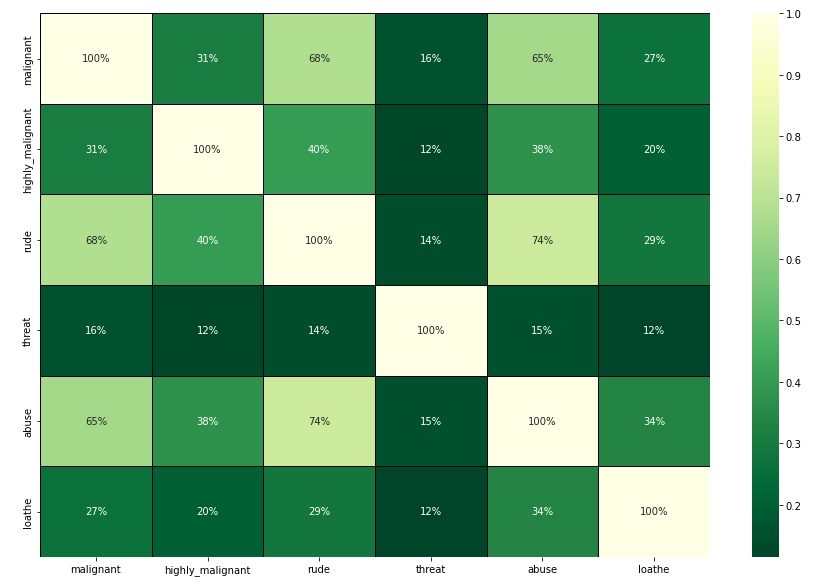 malignant 100% 31% 68% 16% 65% 27%
highly_malignant 31% 100% 40% 12% 38% 20%
rude 68% 40% 100% 14% 74% 29%
threat 16% 12% 14% 100% 15% 12%
abuse 65% 38% 74% 15% 100% 34%
loathe 27% 20% 29% 12% 34% 100%
malignant highly_malignant rude threat abuse loathe
1.0
0.9
0.8
0.7
0.6
0.5
0.4
0.3
0.2